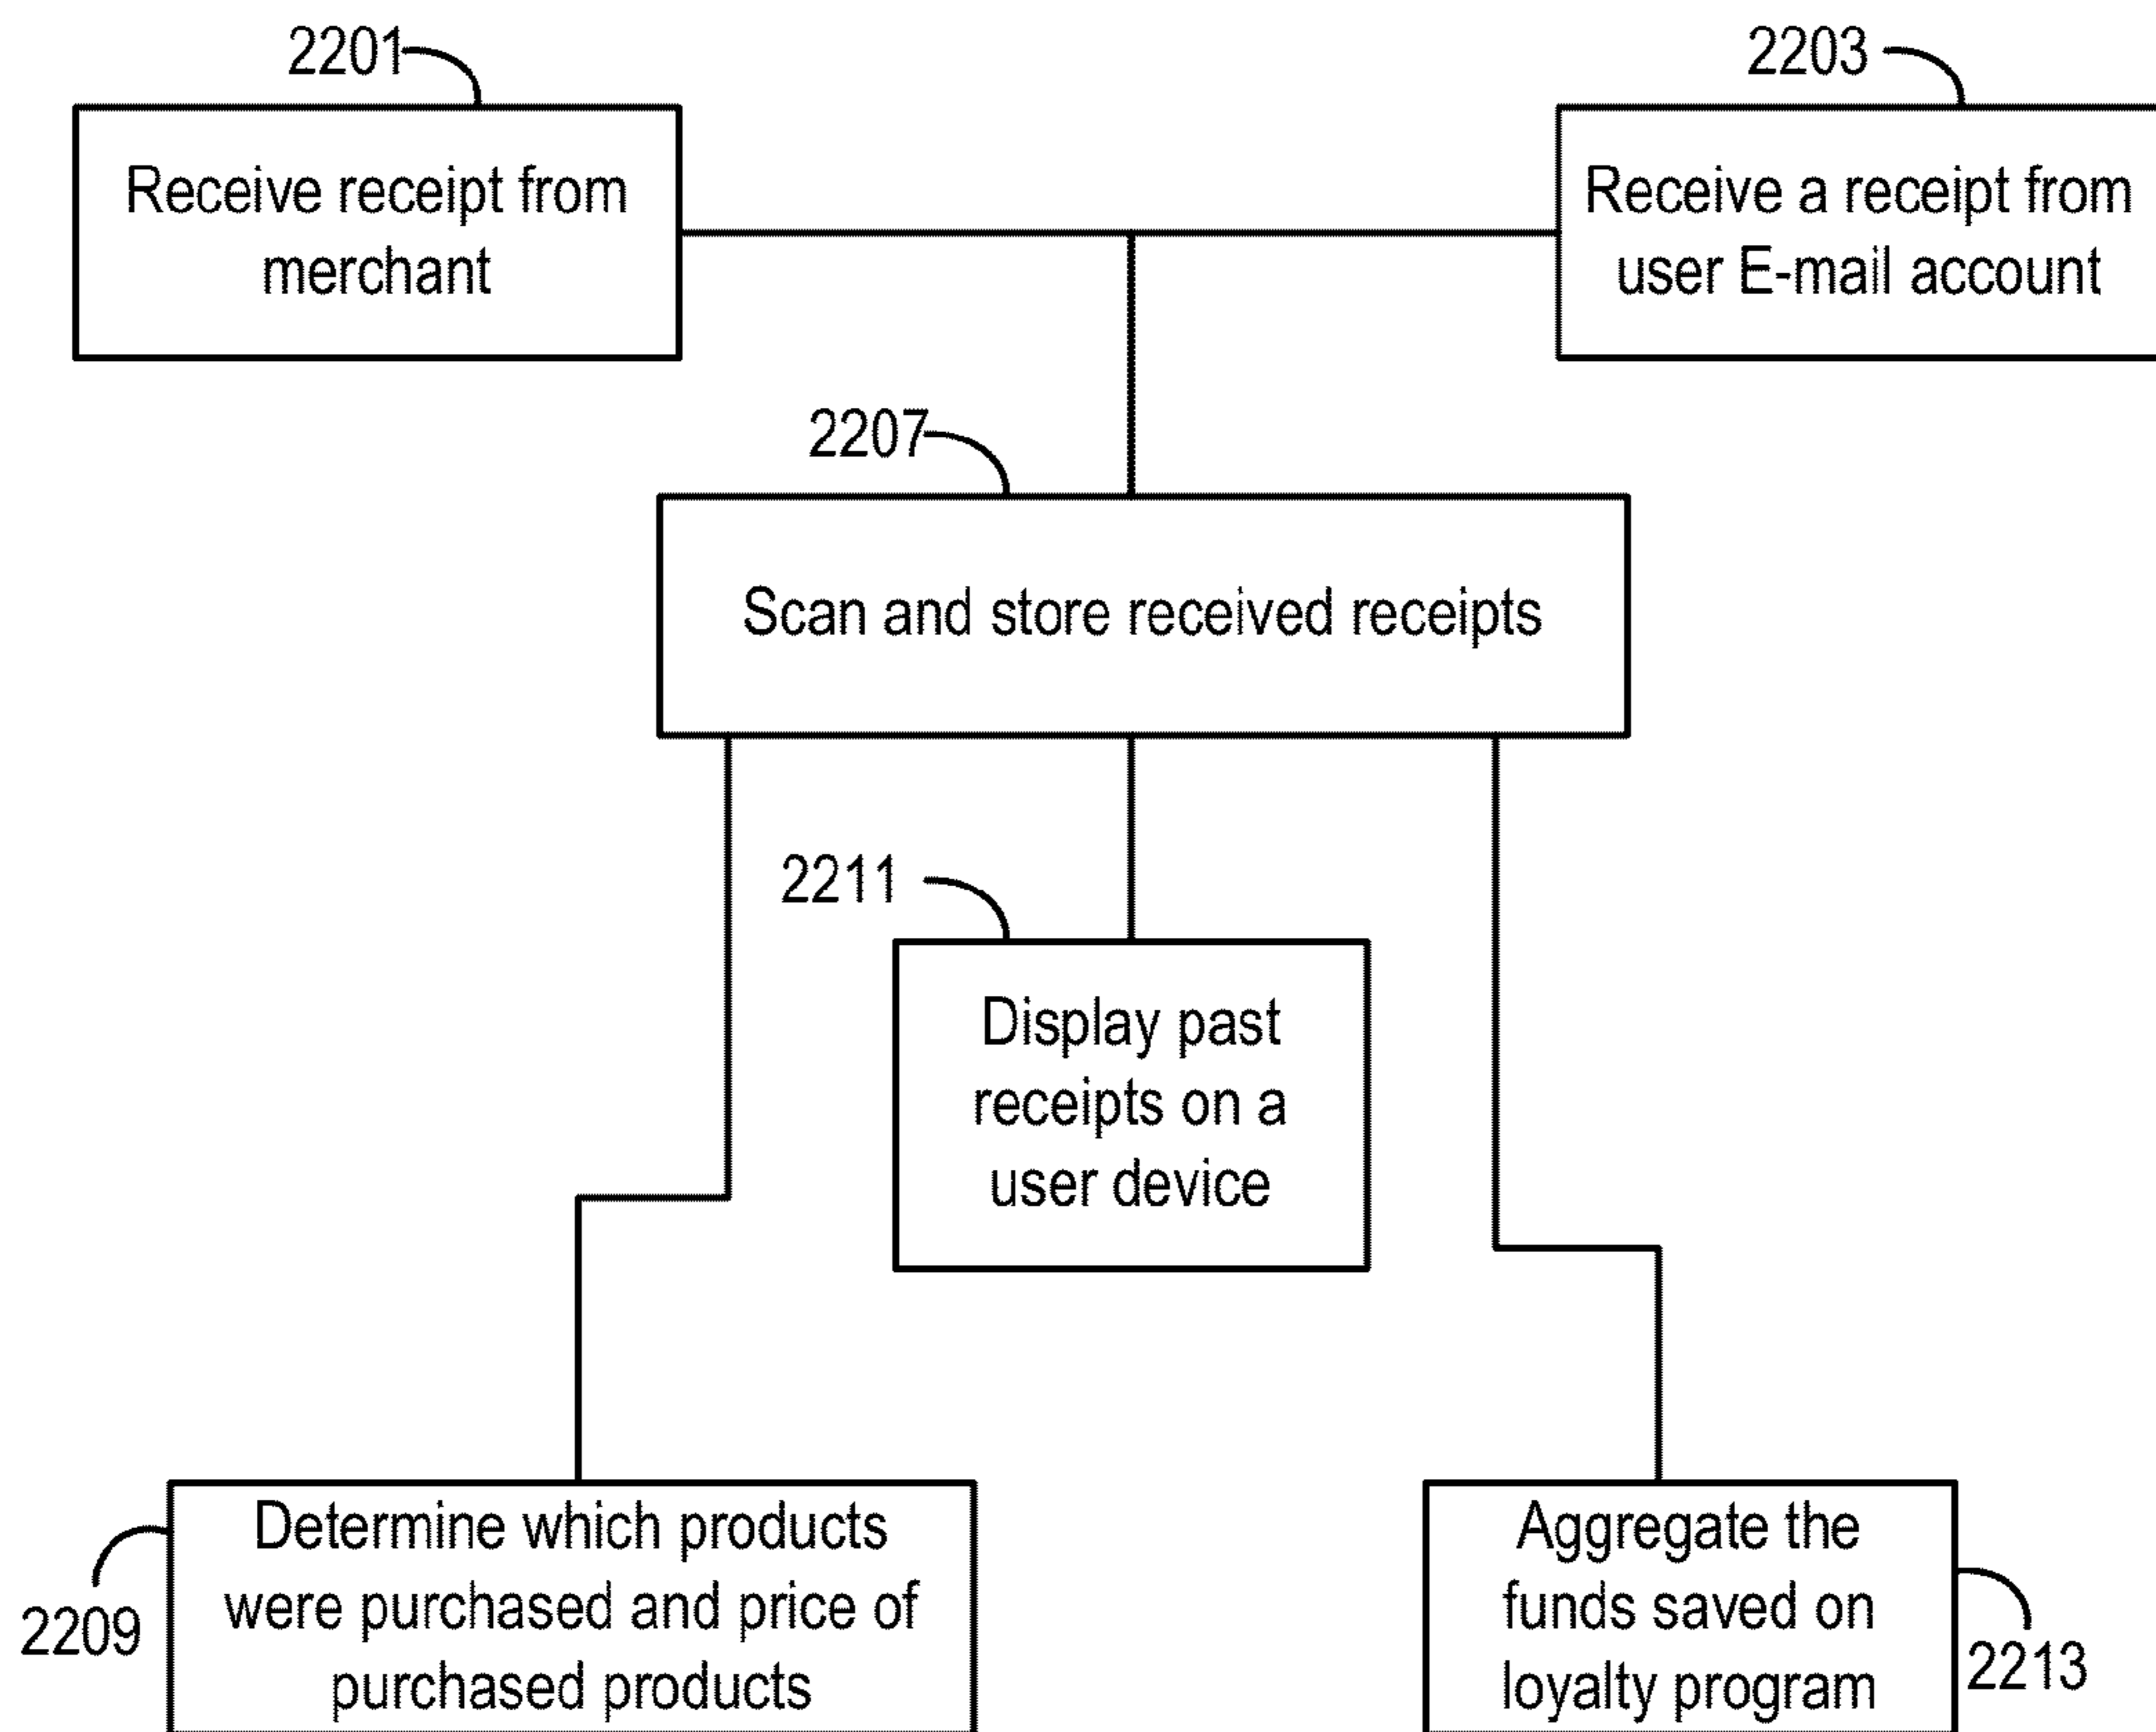 2201
2203
Receive receipt from
merchant
Receive a receipt from
user E-mail account
2207
Scan and store received receipts
2211
Display past
receipts on a
user device
Determine which products
were purchased and price of
purchased products
2209
Aggregate the
funds saved on
loyalty program
2213